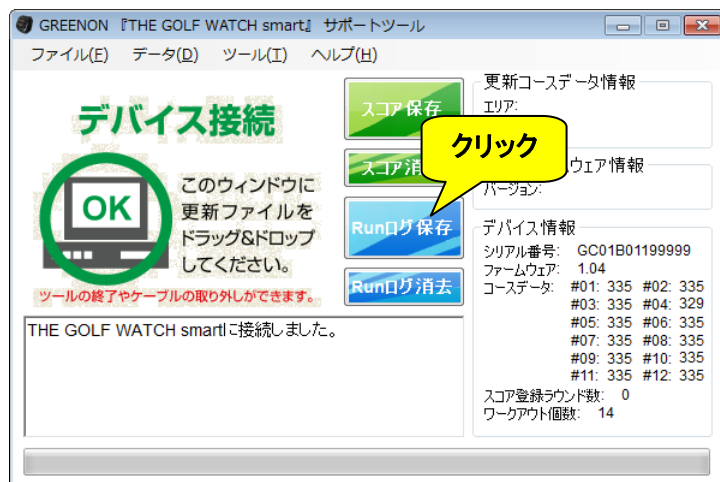 GREENON 『THE GOLF WATCH smart』 サポートツール
ファイル(F) データ(D) ツール(T) ヘルプ(H)
デバイス接続
OK
このウィンドウに
更新ファイルを
ドラッグ&ドロップ
してください。
ツールの終了やケーブルの取り外しができます。
スコア保存
スコア消
Runログ保存
Runログ消去
クリック
THE GOLF WATCH smartに接続しました。
更新コースデータ情報
エリア:
ウェア情報
バージョン:
デバイス情報
シリアル番号: GC01B01199999
ファームウェア: 1.04
コースデータ: #01: 335 #02: 335
#03: 335 #04: 329
#05: 335 #06: 335
#07: 335 #08: 335
#09: 335 #10: 335
#11: 335 #12: 335
スコア登録ラウンド数: 0
ワークアウト個数: 14